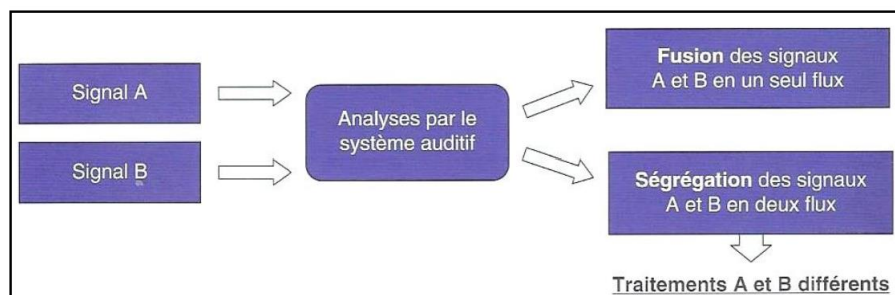 Signal A
Signal B
Analyses par le
système auditif
Fusion des signaux
A et B en un seul flux
Ségrégation des signaux
A et B en deux flux
Traitements A et B différents